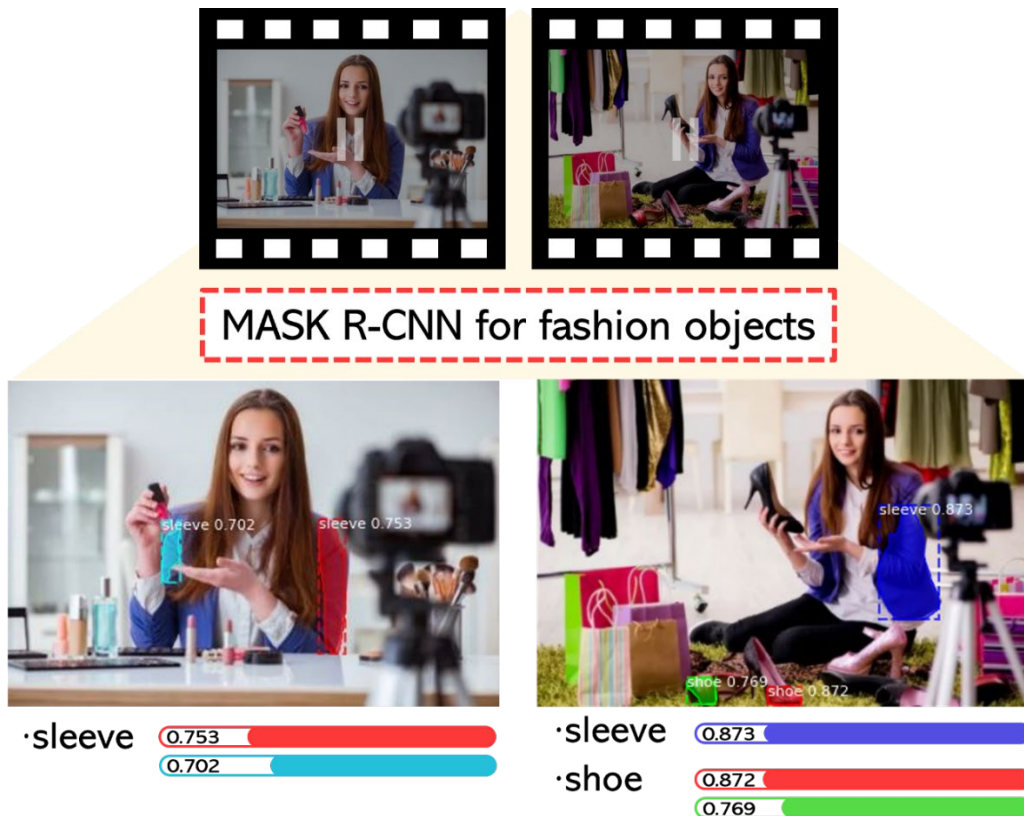 MASK R-CNN for fashion objects
sleeve 0.702
sleeve 0.753
sleeve 0.873
shoe 0.769
shoe 0.872
·sleeve
0.753
0.702
·sleeve
0.873
·shoe
0.872
0.769